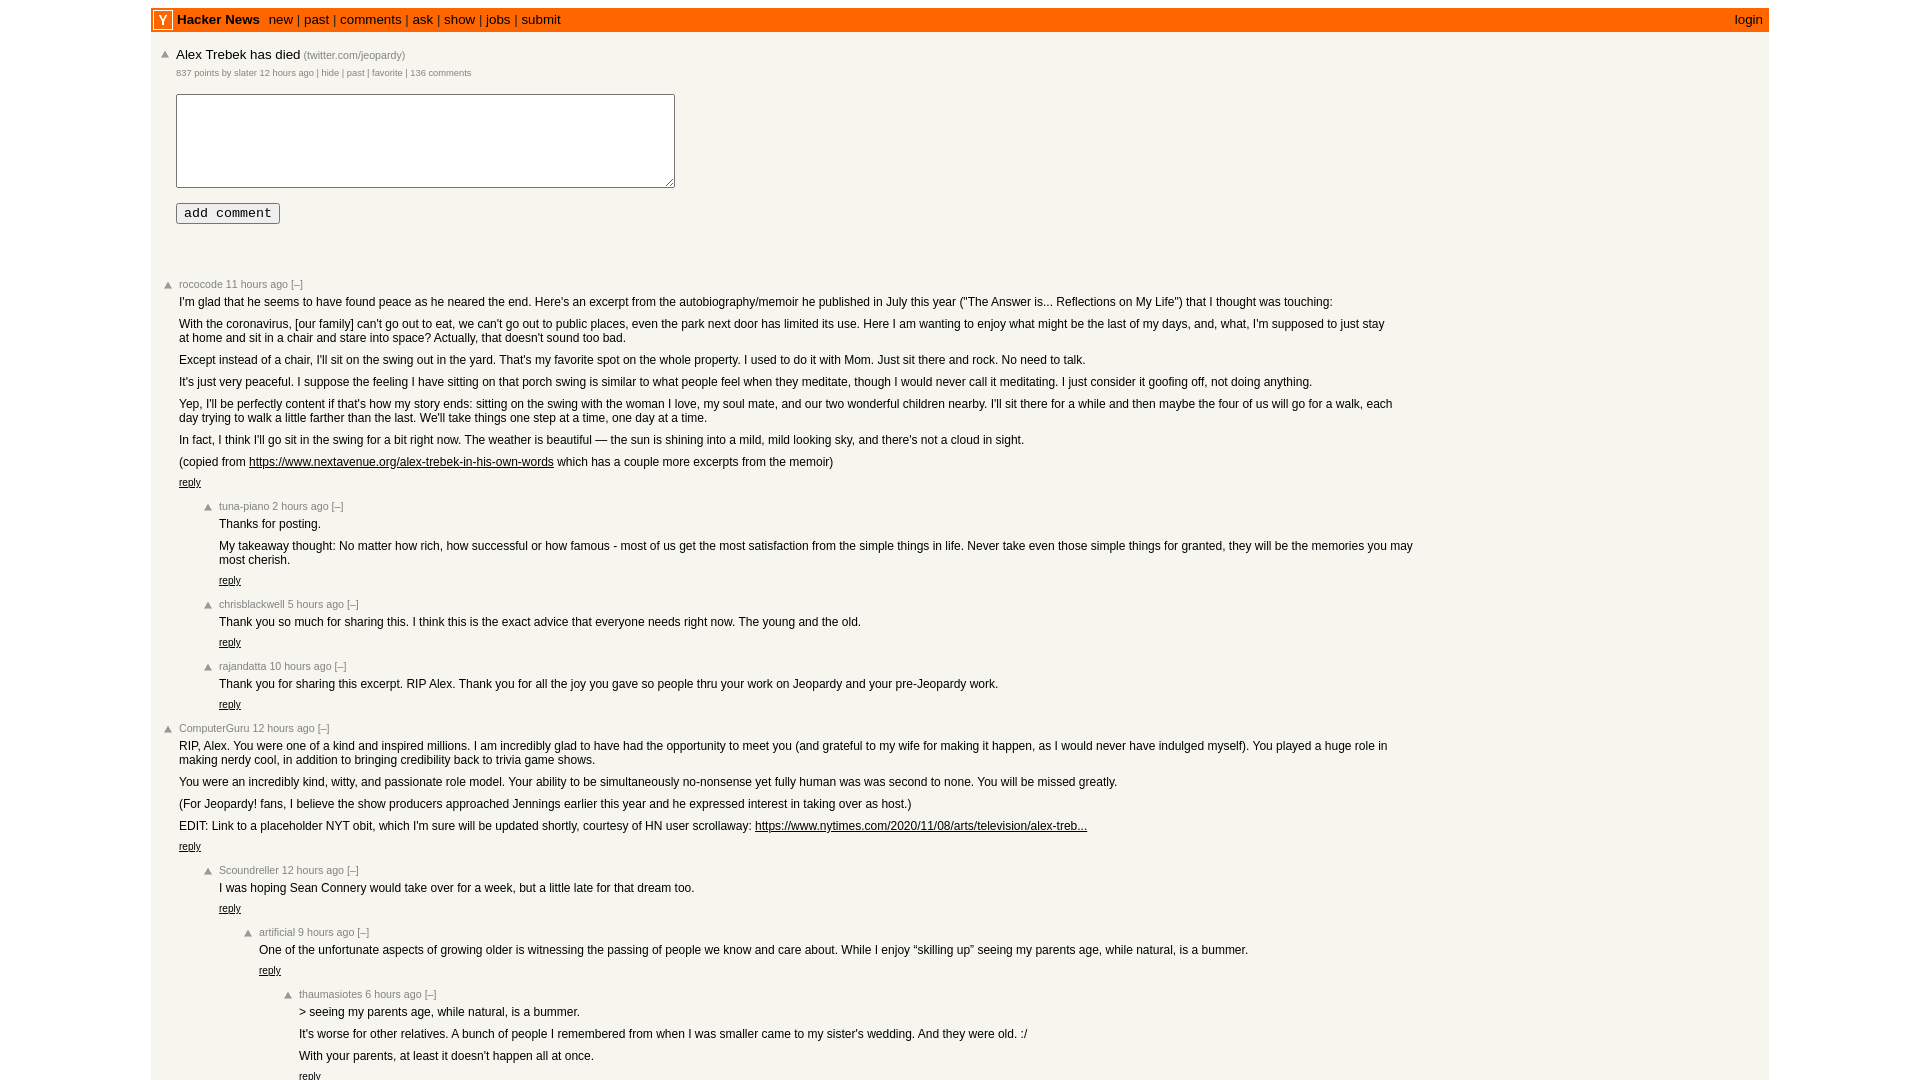 Y Hacker News new | past | comments | ask | show | jobs | submit login
Alex Trebek has died (twitter.com/jeopardy)
837 points by slater 12 hours ago | hide | past | favorite | 136 comments
add comment
rococode 11 hours ago [–]
I'm glad that he seems to have found peace as he neared the end. Here's an excerpt from the autobiography/memoir he published in July this year ("The Answer is... Reflections on My Life") that I thought was touching:
With the coronavirus, [our family] can't go out to eat, we can't go out to public places, even the park next door has limited its use. Here I am wanting to enjoy what might be the last of my days, and, what, I'm supposed to just stay
at home and sit in a chair and stare into space? Actually, that doesn't sound too bad.
Except instead of a chair, I'll sit on the swing out in the yard. That's my favorite spot on the whole property. I used to do it with Mom. Just sit there and rock. No need to talk.
It's just very peaceful. I suppose the feeling I have sitting on that porch swing is similar to what people feel when they meditate, though I would never call it meditating. I just consider it goofing off, not doing anything.
Yep, I'll be perfectly content if that's how my story ends: sitting on the swing with the woman I love, my soul mate, and our two wonderful children nearby. I'll sit there for a while and then maybe the four of us will go for a walk, each
day trying to walk a little farther than the last. We'll take things one step at a time, one day at a time.
In fact, I think I'll go sit in the swing for a bit right now. The weather is beautiful — the sun is shining into a mild, mild looking sky, and there's not a cloud in sight.
(copied from https://www.nextavenue.org/alex-trebek-in-his-own-words which has a couple more excerpts from the memoir)
reply
tuna-piano 2 hours ago [–]
Thanks for posting.
My takeaway thought: No matter how rich, how successful or how famous - most of us get the most satisfaction from the simple things in life. Never take even those simple things for granted, they will be the memories you may
most cherish.
reply
chrisblackwell 5 hours ago [–]
Thank you so much for sharing this. I think this is the exact advice that everyone needs right now. The young and the old.
reply
rajandatta 10 hours ago [–]
Thank you for sharing this excerpt. RIP Alex. Thank you for all the joy you gave so people thru your work on Jeopardy and your pre-Jeopardy work.
reply
ComputerGuru 12 hours ago [–]
RIP, Alex. You were one of a kind and inspired millions. I am incredibly glad to have had the opportunity to meet you (and grateful to my wife for making it happen, as I would never have indulged myself). You played a huge role in
making nerdy cool, in addition to bringing credibility back to trivia game shows.
You were an incredibly kind, witty, and passionate role model. Your ability to be simultaneously no-nonsense yet fully human was was second to none. You will be missed greatly.
(For Jeopardy! fans, I believe the show producers approached Jennings earlier this year and he expressed interest in taking over as host.)
EDIT: Link to a placeholder NYT obit, which I'm sure will be updated shortly, courtesy of HN user scrollaway: https://www.nytimes.com/2020/11/08/arts/television/alex-treb...
reply
Scoundreller 12 hours ago [–]
I was hoping Sean Connery would take over for a week, but a little late for that dream too.
reply
artificial 9 hours ago [–]
One of the unfortunate aspects of growing older is witnessing the passing of people we know and care about. While I enjoy “skilling up” seeing my parents age, while natural, is a bummer.
reply
thaumasiotes 6 hours ago [–]
> seeing my parents age, while natural, is a bummer.
It's worse for other relatives. A bunch of people I remembered from when I was smaller came to my sister's wedding. And they were old. :/
With your parents, at least it doesn't happen all at once.
reply